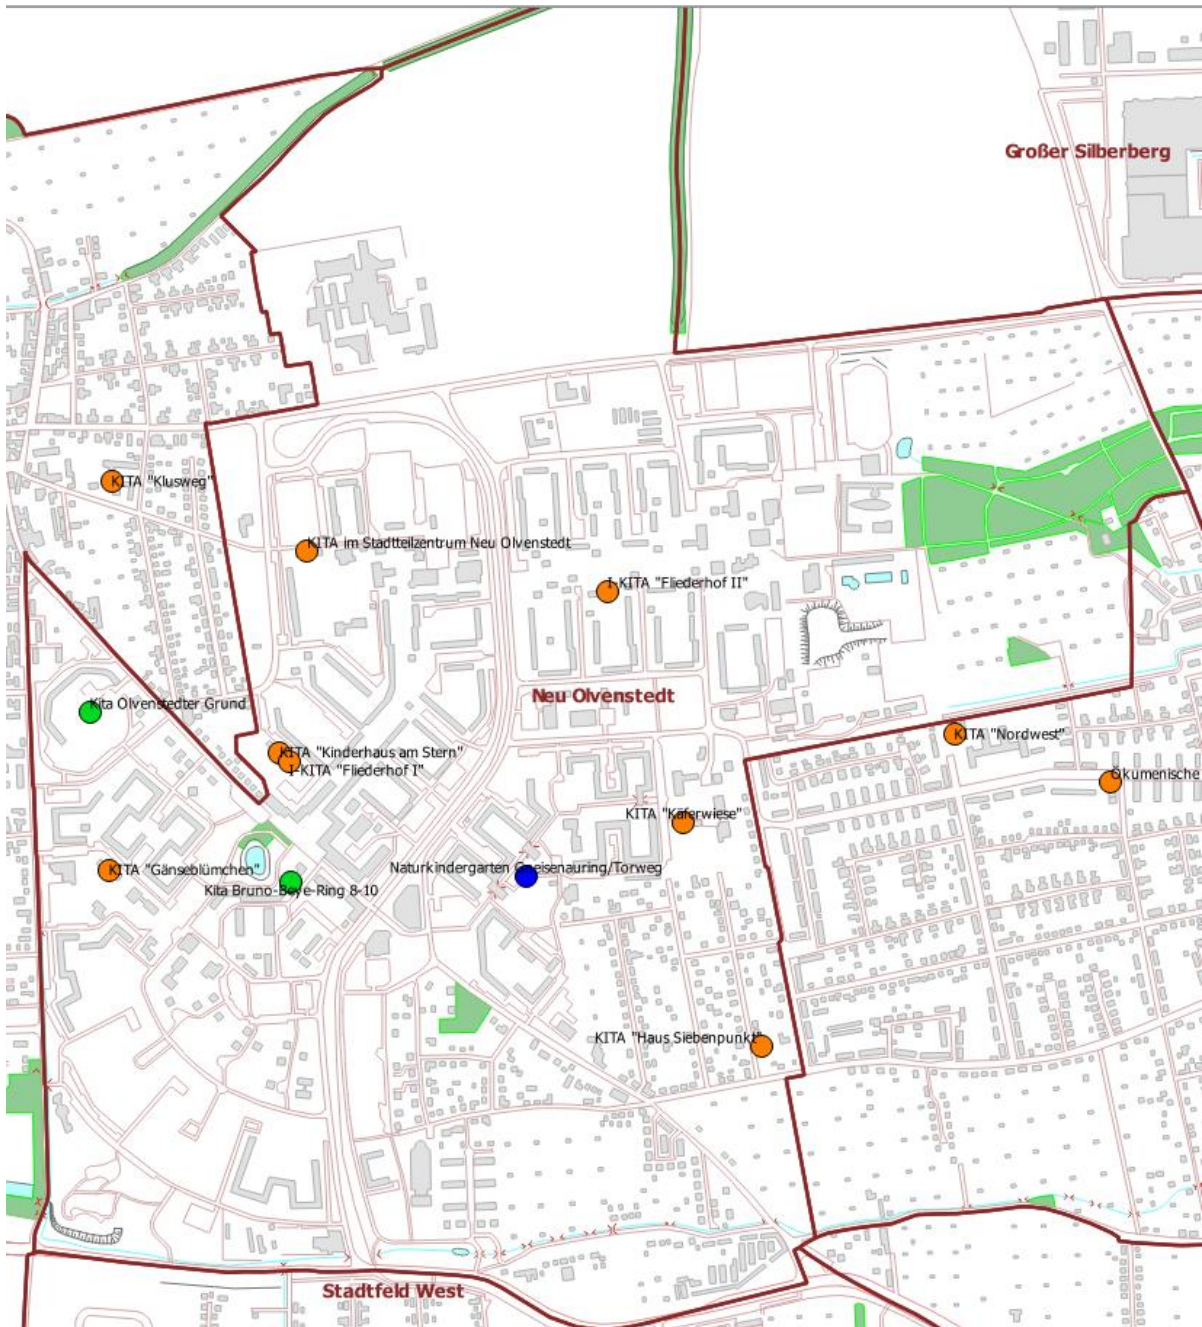 Großer Silberberg
KITA "Klusweg"
KITA im Stadtteilzentrum Neu Olvenstedt
I-KITA "Fliederhof II"
Neu Olvenstedt
Kita Olvenstedter Grund
KITA "Nordwest"
KITA "Kinderhaus am Stern"
I-KITA "Fliederhof I"
Ökumenische
KITA "Käferwiese"
KITA "Gänseblümchen"
Naturkindergarten Gneisenauring/Torweg
Kita Bruno-Beye-Ring 8-10
KITA "Haus Siebenpunkt"
Stadtfeld West